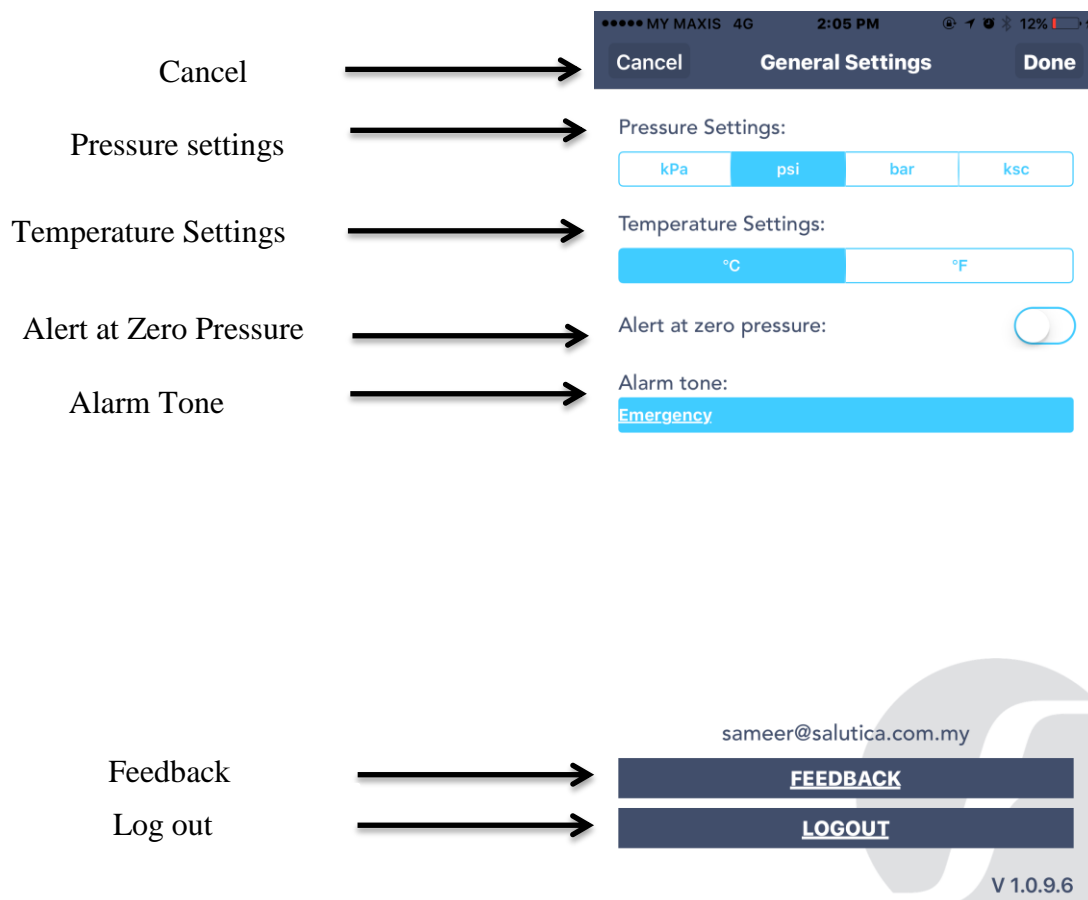 MY MAXIS 4G 2:05 PM 12%
Cancel Cancel General Settings Done
Pressure settings Pressure Settings:
kPa psi bar ksc
Temperature Settings Temperature Settings:
°C °F
Alert at Zero Pressure Alert at zero pressure:
Alarm Tone Alarm tone:
Emergency
sameer@salutica.com.my
Feedback FEEDBACK
Log out LOGOUT
V 1.0.9.6